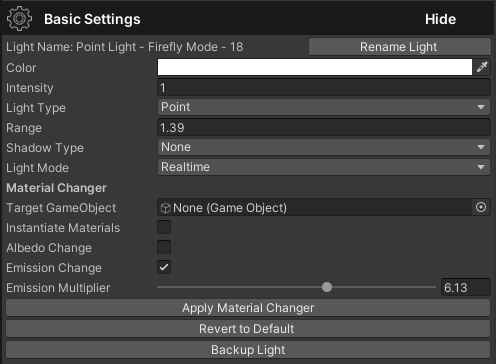 Basic Settings Hide
Light Name: Point Light - Firefly Mode - 18 Rename Light
Color
Intensity 1
Light Type Point
Range 1.39
Shadow Type None
Light Mode Realtime
Material Changer
Target GameObject None (Game Object)
Instantiate Materials
Albedo Change
Emission Change
Emission Multiplier 6.13
Apply Material Changer
Revert to Default
Backup Light